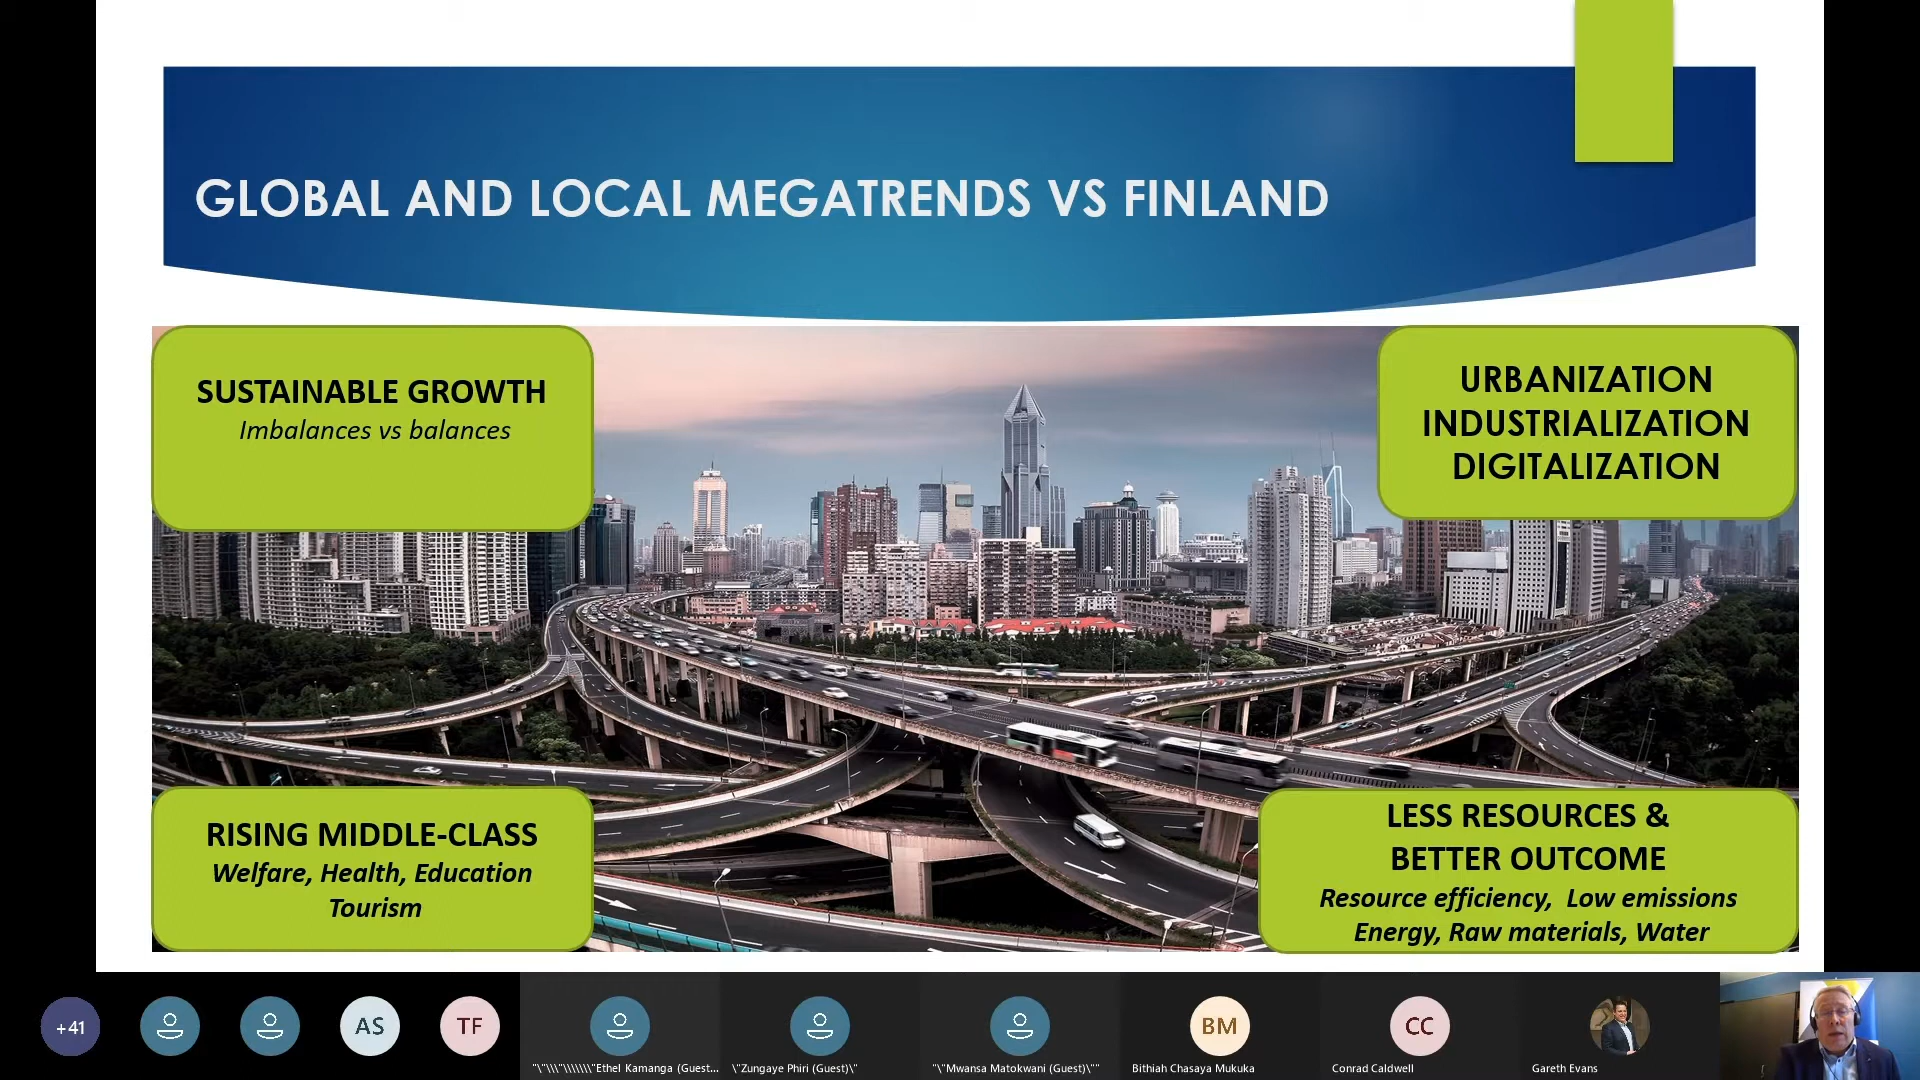 GLOBAL AND LOCAL MEGATRENDS VS FINLAND
SUSTAINABLE GROWTH
Imbalances vs balances
URBANIZATION
INDUSTRIALIZATION
DIGITALIZATION
RISING MIDDLE-CLASS
Welfare, Health, Education
Tourism
LESS RESOURCES &
BETTER OUTCOME
Resource efficiency,  Low emissions
Energy, Raw materials, Water
+41
AS
TF
BM
CC
"\"\\\"\\\\\\\"Ethel Kamanga (Guest...
\"Zungaye Phiri (Guest)\"
"\"Mwansa Matokwani (Guest)\""
Bithiah Chasaya Mukuka
Conrad Caldwell
Gareth Evans